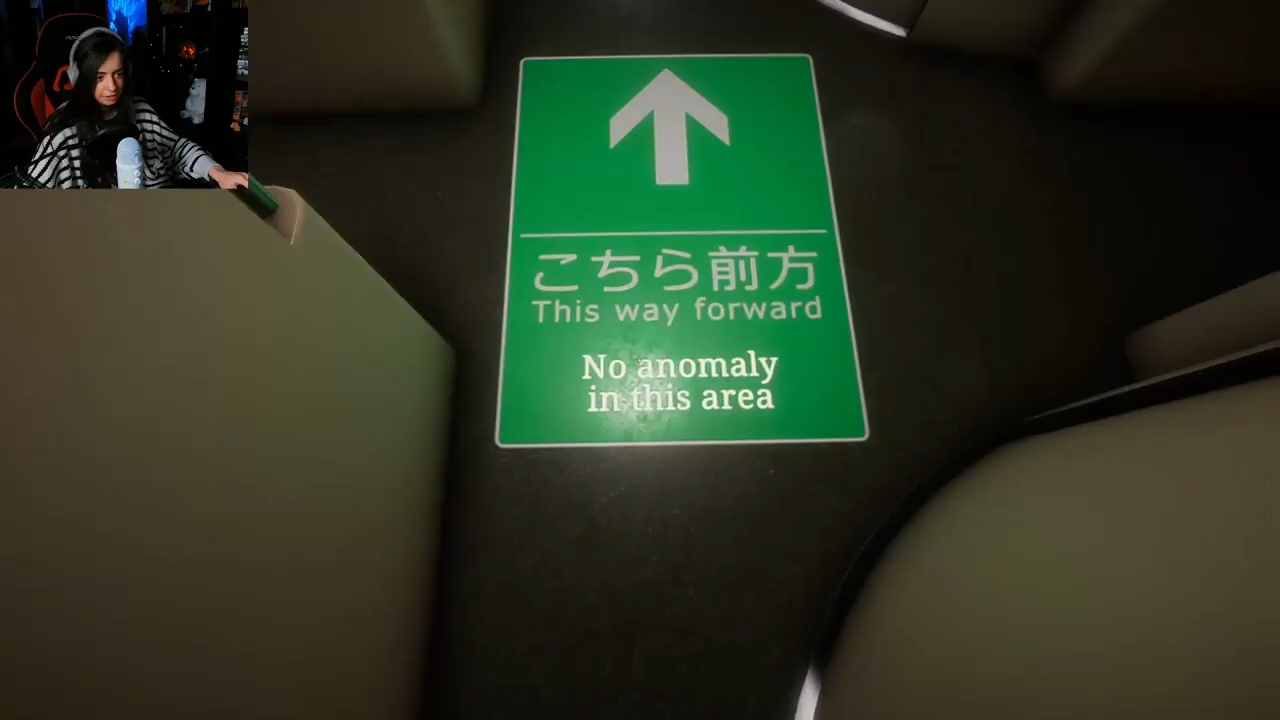 こちら前方
This way forward
No anomaly
in this area